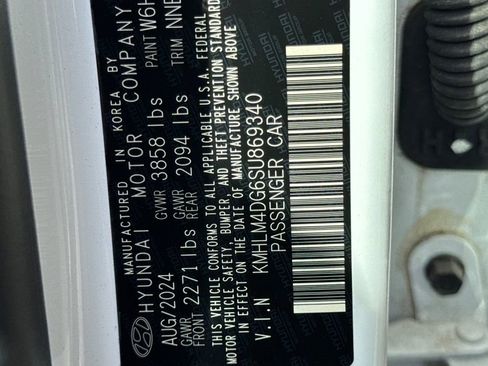 MANUFACTURED IN KOREA BY
HYUNDAI MOTOR COMPANY PAINT
AUG/2024 GVWR 3858 lbs TRIM
GAWR FRONT 2271 lbs GAWR REAR 2094 lbs
THIS VEHICLE CONFORMS TO ALL APPLICABLE U.S.A. FEDERAL
MOTOR VEHICLE SAFETY, BUMPER, AND THEFT PREVENTION STANDARDS
IN EFFECT ON THE DATE OF MANUFACTURE SHOWN ABOVE.
V.I.N KMHLM4DG6SU869340
PASSENGER CAR